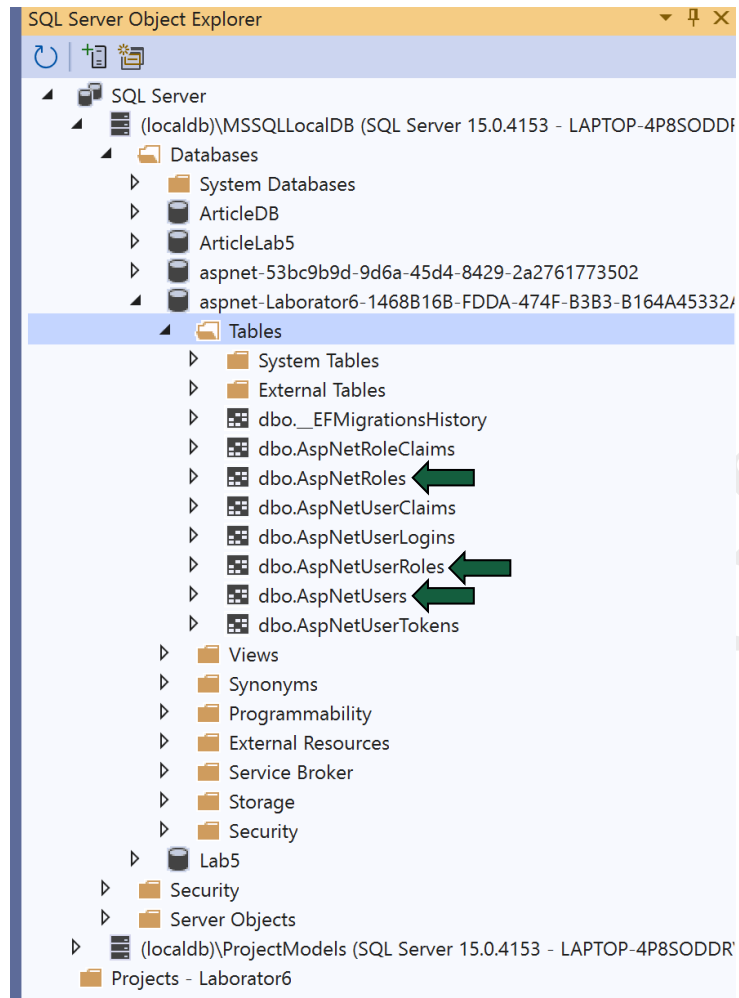 SQL Server Object Explorer
SQL Server
(localdb)\MSSQLLocalDB (SQL Server 15.0.4153 - LAPTOP-4P8SODDF
Databases
System Databases
ArticleDB
ArticleLab5
aspnet-53bc9b9d-9d6a-45d4-8429-2a2761773502
aspnet-Laborator6-1468B16B-FDDA-474F-B3B3-B164A45332A
Tables
System Tables
External Tables
dbo.__EFMigrationsHistory
dbo.AspNetRoleClaims
dbo.AspNetRoles
dbo.AspNetUserClaims
dbo.AspNetUserLogins
dbo.AspNetUserRoles
dbo.AspNetUsers
dbo.AspNetUserTokens
Views
Synonyms
Programmability
External Resources
Service Broker
Storage
Security
Lab5
Security
Server Objects
(localdb)\ProjectModels (SQL Server 15.0.4153 - LAPTOP-4P8SODDR
Projects - Laborator6